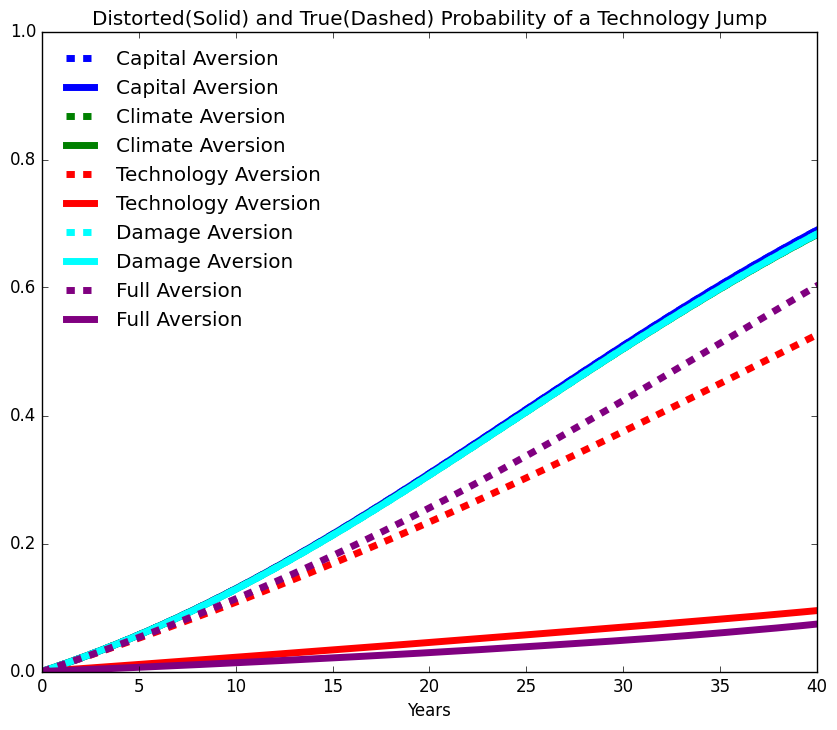 Distorted(Solid) and True(Dashed) Probability of a Technology Jump
1.0
0.8
0.6
0.4
0.2
0.0
Capital Aversion
Capital Aversion
Climate Aversion
Climate Aversion
Technology Aversion
Technology Aversion
Damage Aversion
Damage Aversion
Full Aversion
Full Aversion
0 5 10 15 20 25 30 35 40
Years